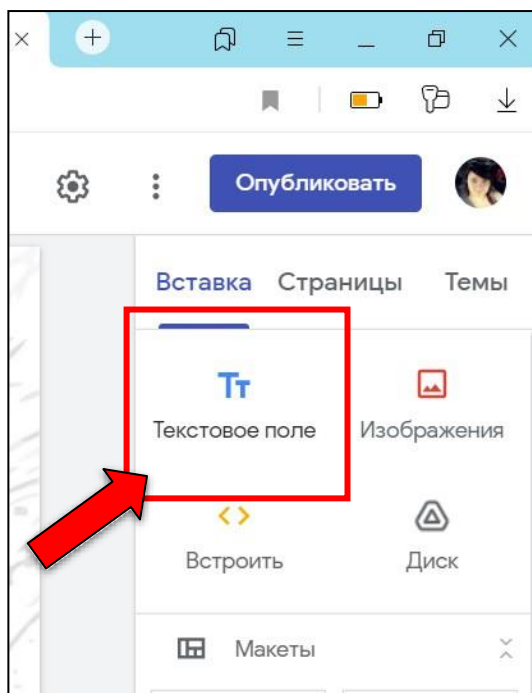 Опубликовать
Вставка Страницы Темы
Тт
Текстовое поле Изображения
Встроить Диск
Макеты